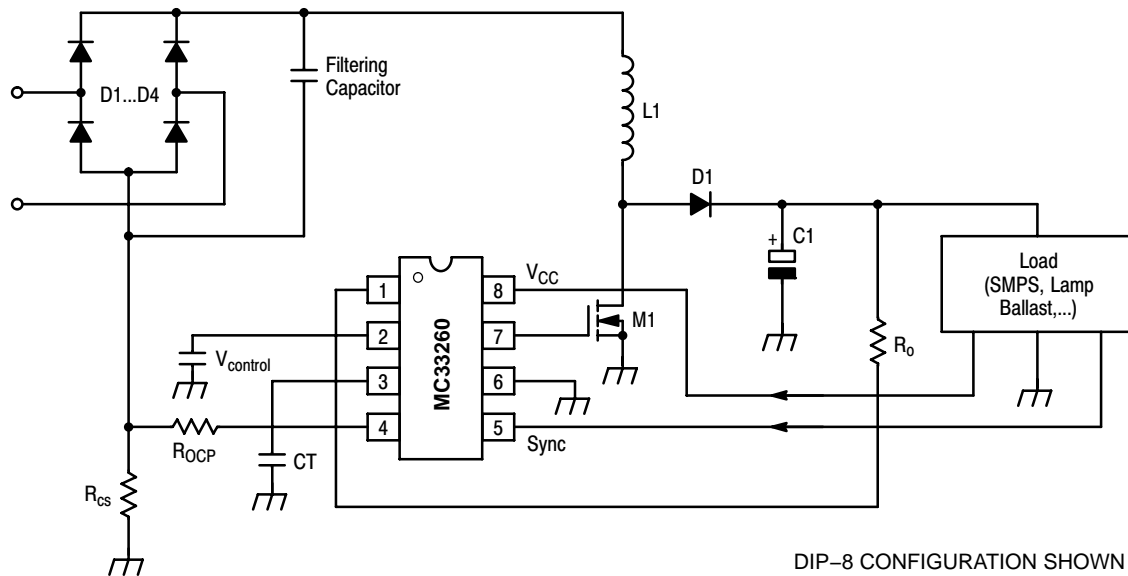 D1...D4
Filtering
Capacitor
L1
D1
+
C1
Load
(SMPS, Lamp
Ballast,...)
VCC
1
8
M1
Ro
2
7
Vcontrol
MC33260
3
6
4
5
ROCP
CT
Sync
Rcs
DIP–8 CONFIGURATION SHOWN